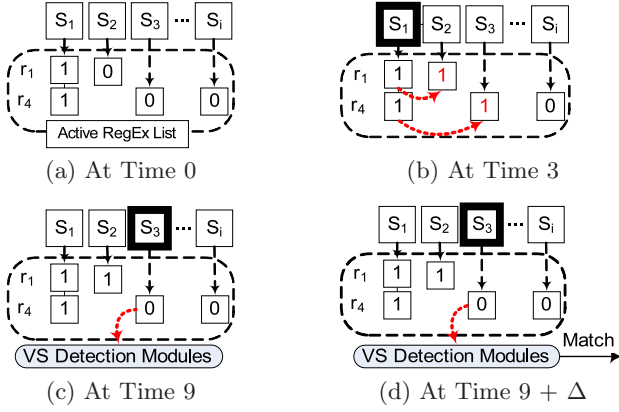 S1 S2 S3 ... Si
r1 1 0
r4 1 0 0
Active RegEx List
(a) At Time 0
S1 S2 S3 ... Si
r1 1 1
r4 1 1 0
(b) At Time 3
S1 S2 S3 ... Si
r1 1 1
r4 1 0 0
VS Detection Modules
(c) At Time 9
S1 S2 S3 ... Si
r1 1 1
r4 1 0 0
VS Detection Modules Match
(d) At Time 9 + Δ